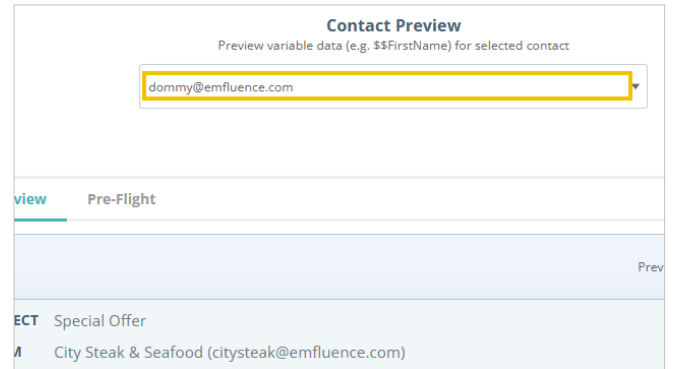 Contact Preview
Preview variable data (e.g. $$FirstName) for selected contact
dommy@emfluence.com
view Pre-Flight
Prev
ECT Special Offer
M City Steak & Seafood (citysteak@emfluence.com)